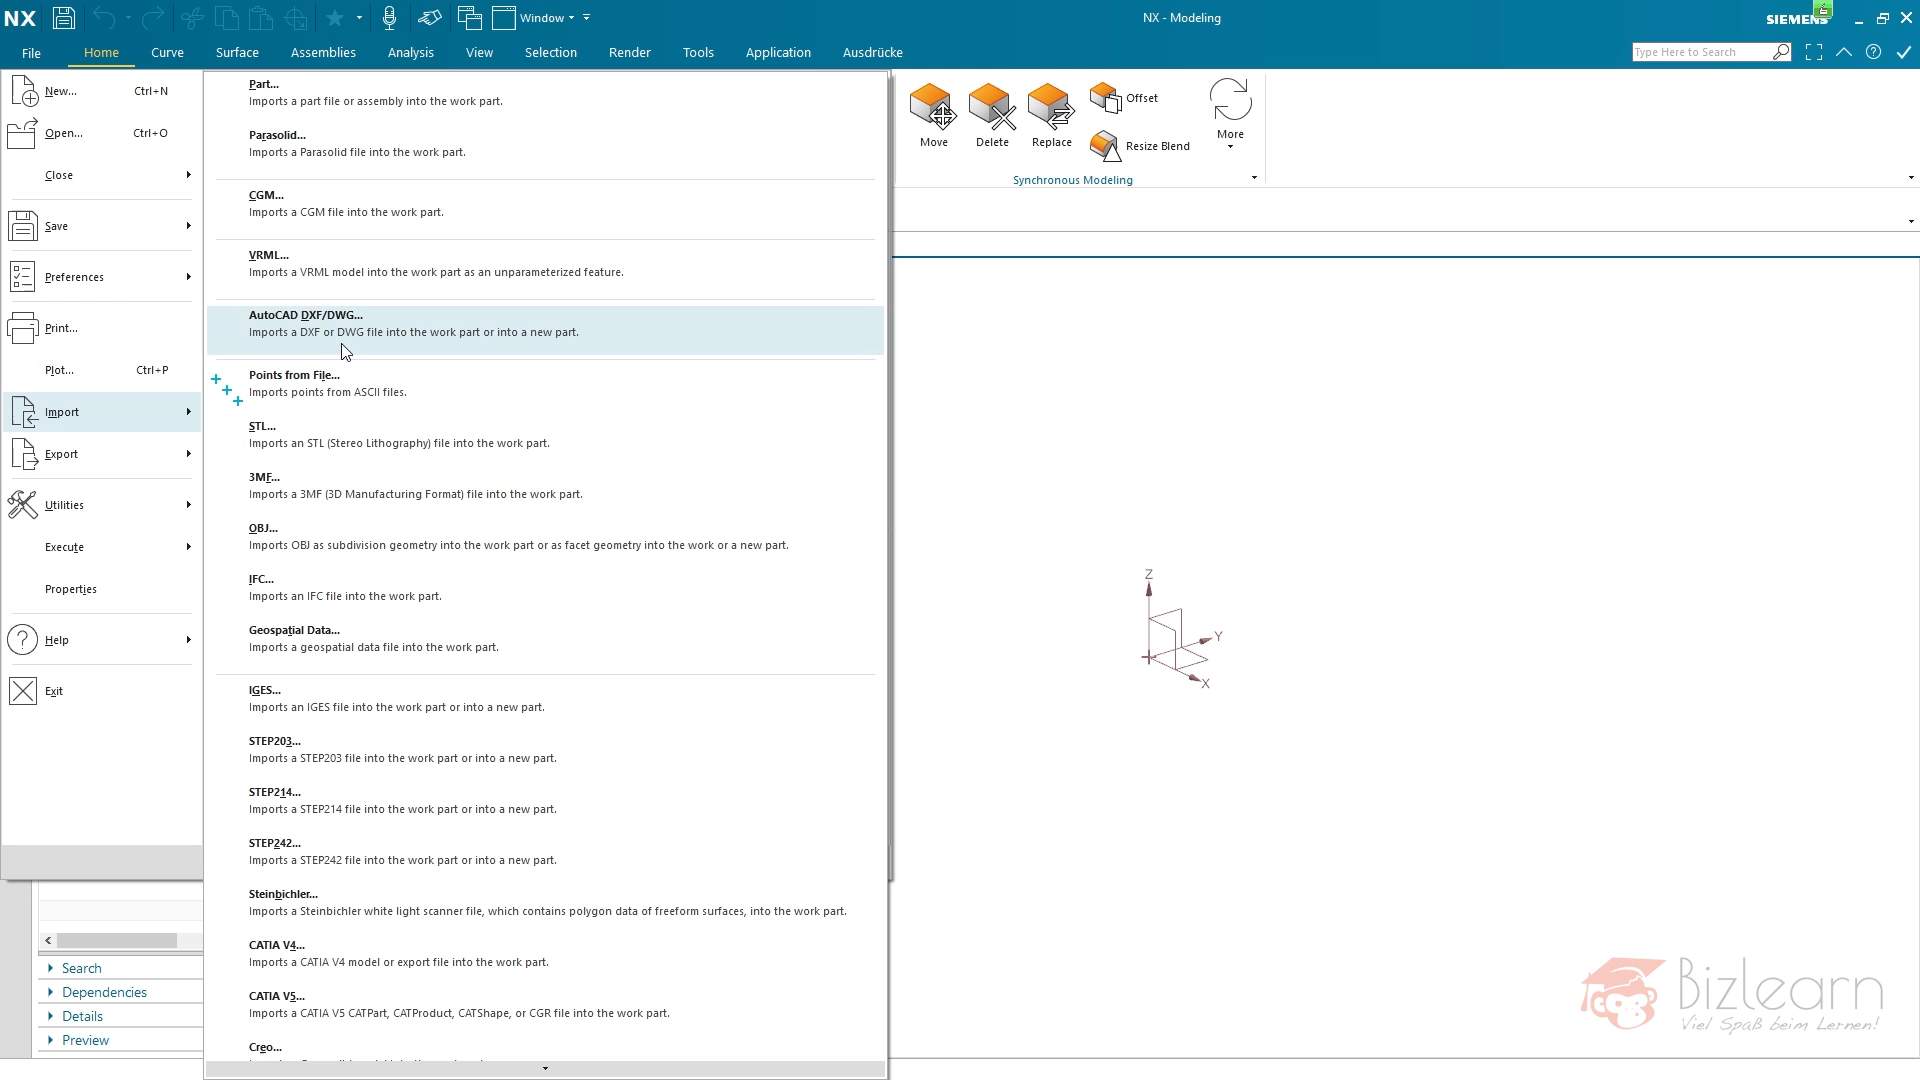 NX
Window
NX - Modeling
SIEMENS
File
Home
Curve
Surface
Assemblies
Analysis
View
Selection
Render
Tools
Application
Ausdrücke
Type Here to Search
New...
Ctrl+N
Open...
Ctrl+O
Close
Save
Preferences
Print...
Plot...
Ctrl+P
Import
Export
Utilities
Execute
Properties
Help
Exit
Part...
Imports a part file or assembly into the work part.
Parasolid...
Imports a Parasolid file into the work part.
CGM...
Imports a CGM file into the work part.
VRML...
Imports a VRML model into the work part as an unparameterized feature.
AutoCAD DXF/DWG...
Imports a DXF or DWG file into the work part or into a new part.
Points from File...
Imports points from ASCII files.
STL...
Imports an STL (Stereo Lithography) file into the work part.
3MF...
Imports a 3MF (3D Manufacturing Format) file into the work part.
OBJ...
Imports OBJ as subdivision geometry into the work part or as facet geometry into the work or a new part.
IFC...
Imports an IFC file into the work part.
Geospatial Data...
Imports a geospatial data file into the work part.
IGES...
Imports an IGES file into the work part or into a new part.
STEP203...
Imports a STEP203 file into the work part or into a new part.
STEP214...
Imports a STEP214 file into the work part or into a new part.
STEP242...
Imports a STEP242 file into the work part or into a new part.
Steinbichler...
Imports a Steinbichler white light scanner file, which contains polygon data of freeform surfaces, into the work part.
CATIA V4...
Imports a CATIA V4 model or export file into the work part.
CATIA V5...
Imports a CATIA V5 CATPart, CATProduct, CATShape, or CGR file into the work part.
Creo...
Move
Delete
Replace
Offset
Resize Blend
More
Synchronous Modeling
Z
Y
X
Search
Dependencies
Details
Preview
Bizlearn
Viel Spaß beim Lernen!